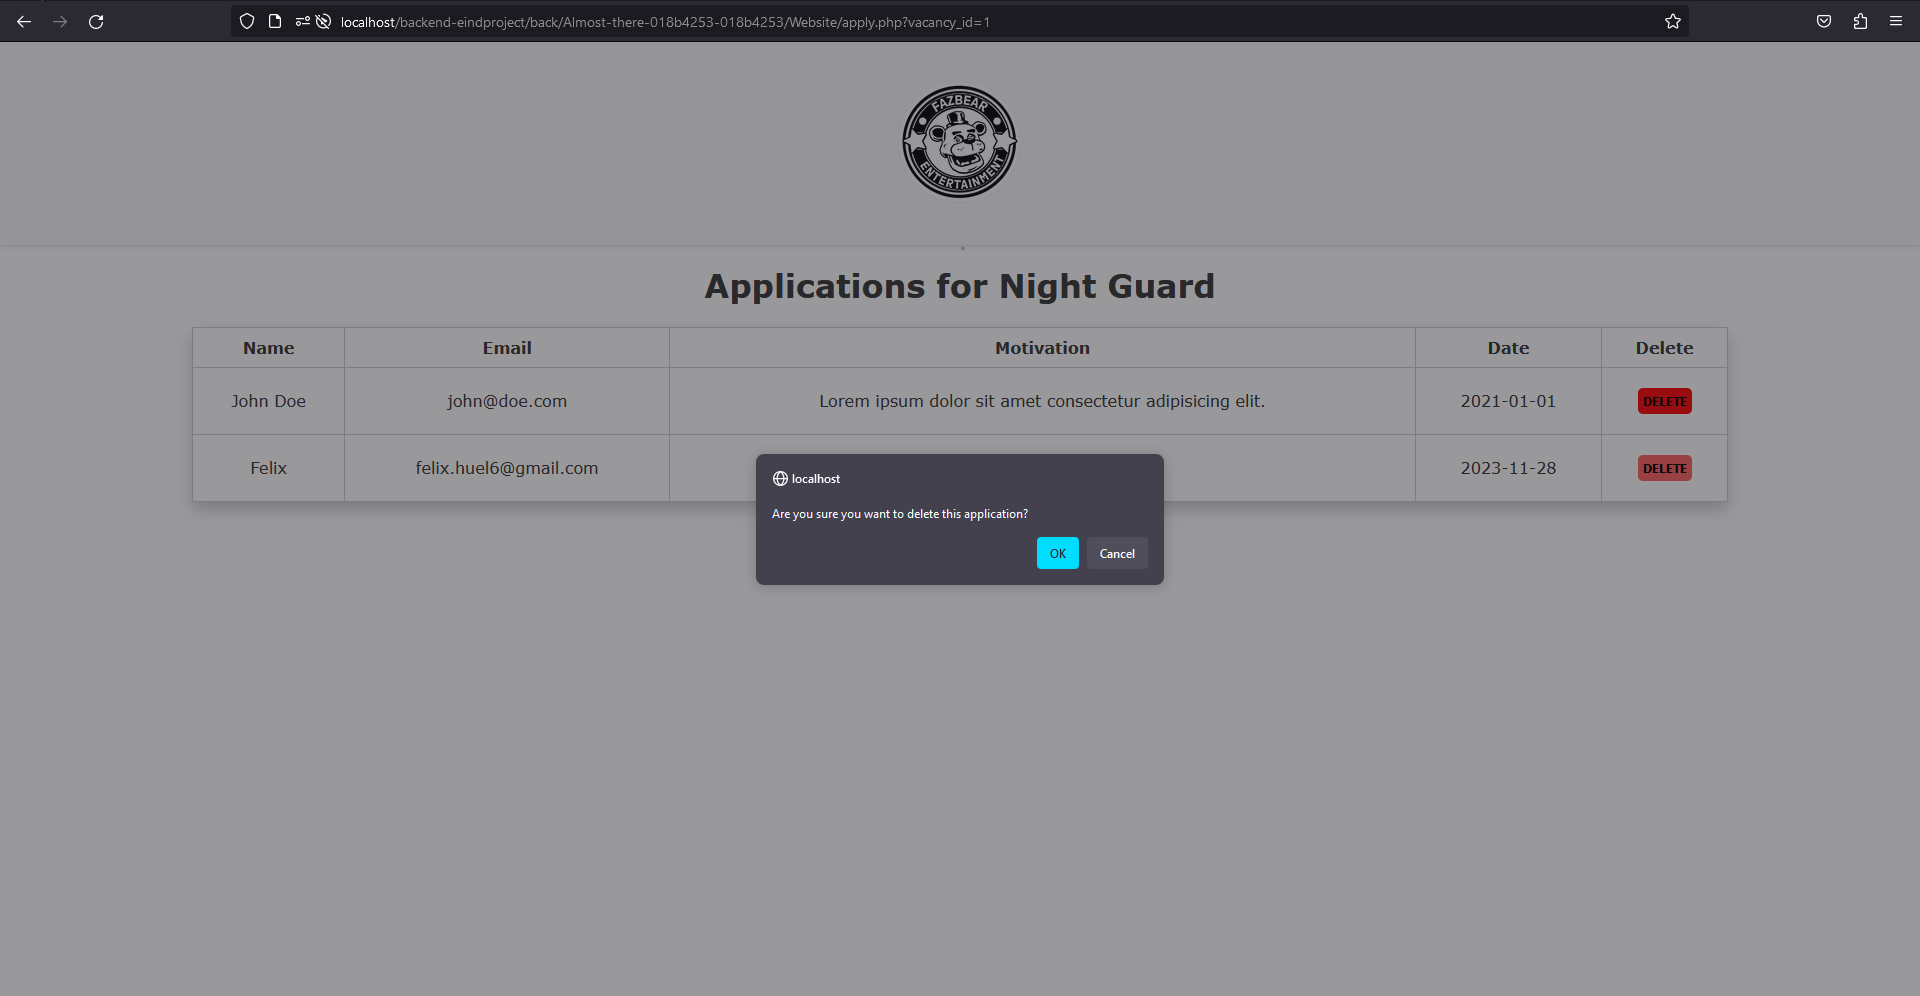 localhost/backend-eindproject/back/Almost-there-018b4253-018b4253/Website/apply.php?vacancy_id=1
FAZBEAR
ENTERTAINMENT
Applications for Night Guard
Name Email Motivation Date Delete
John Doe john@doe.com Lorem ipsum dolor sit amet consectetur adipisicing elit. 2021-01-01 DELETE
Felix felix.huel6@gmail.com 2023-11-28 DELETE
localhost
Are you sure you want to delete this application?
OK Cancel